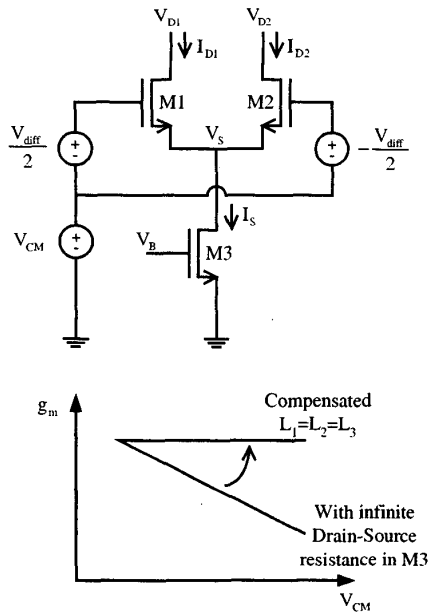 V_D1 I_D1 V_D2 I_D2
M1 M2
V_diff/2 V_S -V_diff/2
V_CM I_S
V_B M3
g_m
Compensated
L_1=L_2=L_3
With infinite
Drain-Source
resistance in M3
V_CM